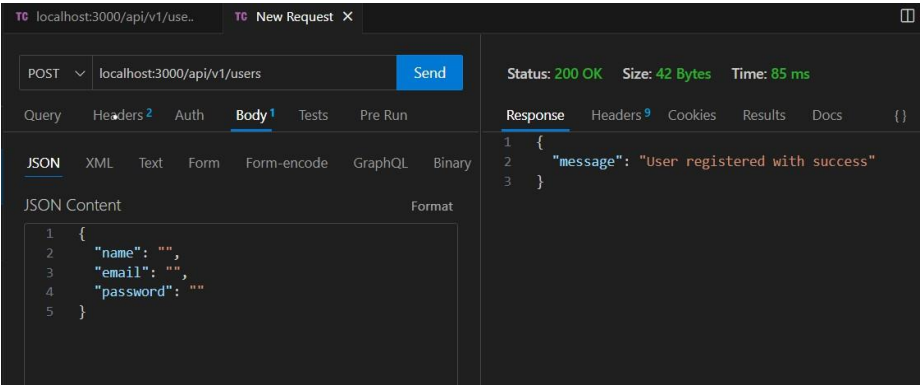 TC localhost:3000/api/v1/use.. TC New Request X
POST localhost:3000/api/v1/users Send
Query Headers 2 Auth Body 1 Tests Pre Run
JSON XML Text Form Form-encode GraphQL Binary
JSON Content Format
1 {
2 "name": "",
3 "email": "",
4 "password": ""
5 }
Status: 200 OK Size: 42 Bytes Time: 85 ms
Response Headers 9 Cookies Results Docs { }
1 {
2 "message": "User registered with success"
3 }